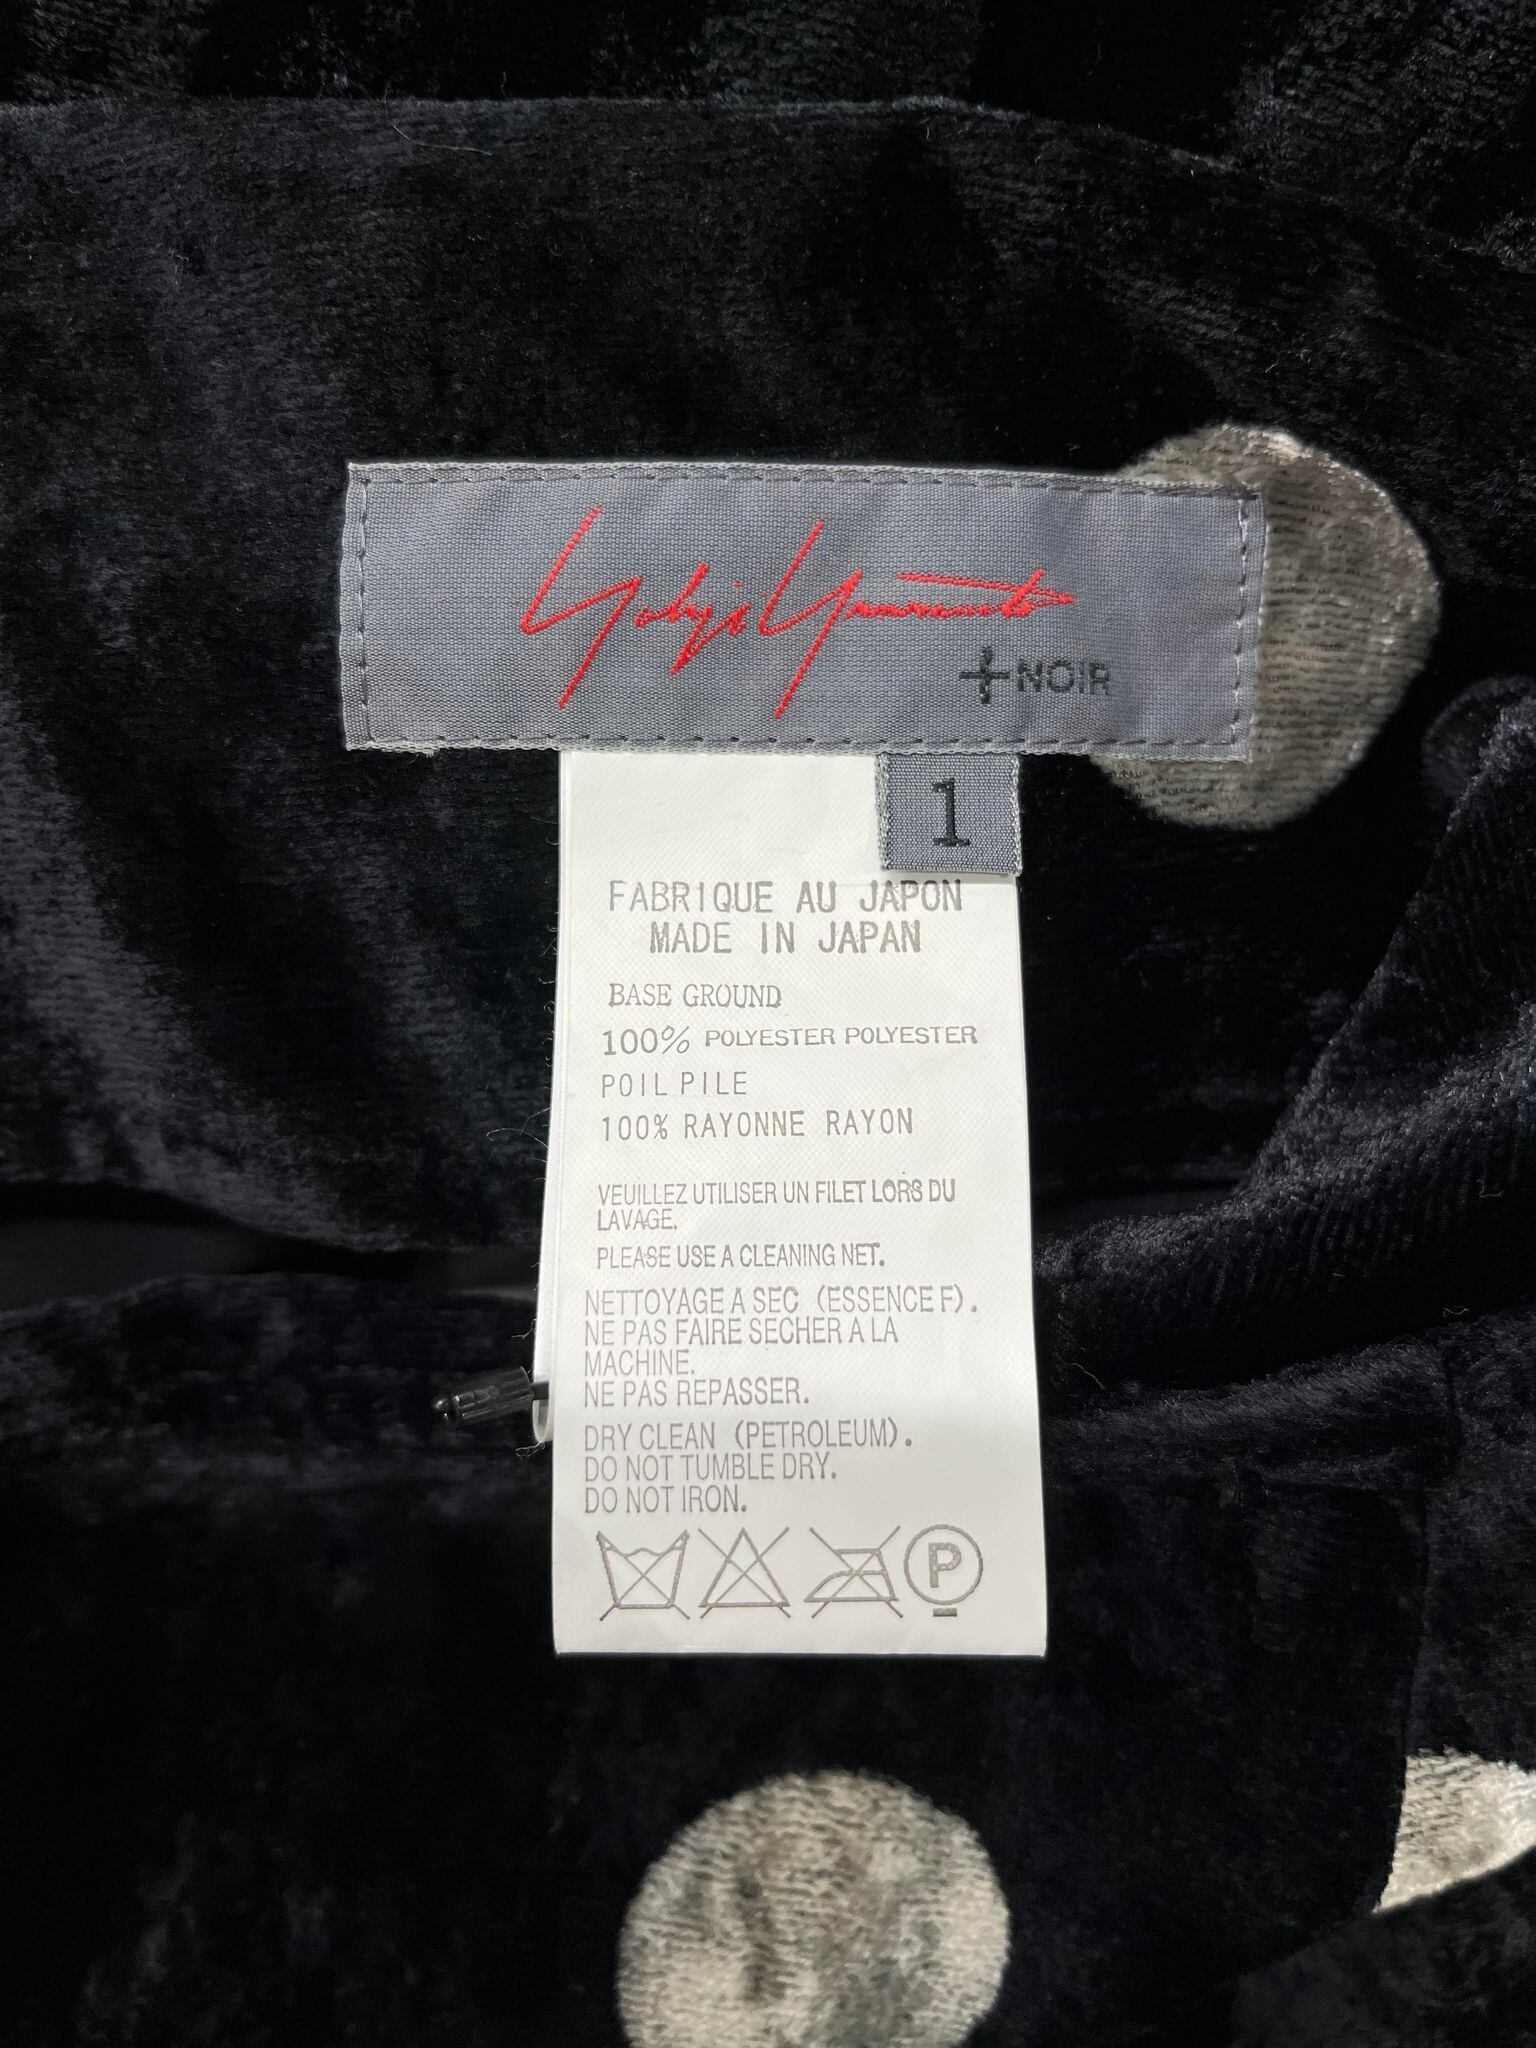 Yohji Yamamoto
+NOIR
1
FABRIQUE AU JAPON
MADE IN JAPAN
BASE GROUND
100% POLYESTER POLYESTER
POIL PILE
100% RAYONNE RAYON
VEUILLEZ UTILISER UN FILET LORS DU
LAVAGE.
PLEASE USE A CLEANING NET.
NETTOYAGE A SEC (ESSENCE F).
NE PAS FAIRE SECHER A LA
MACHINE.
NE PAS REPASSER.
DRY CLEAN (PETROLEUM).
DO NOT TUMBLE DRY.
DO NOT IRON.
P